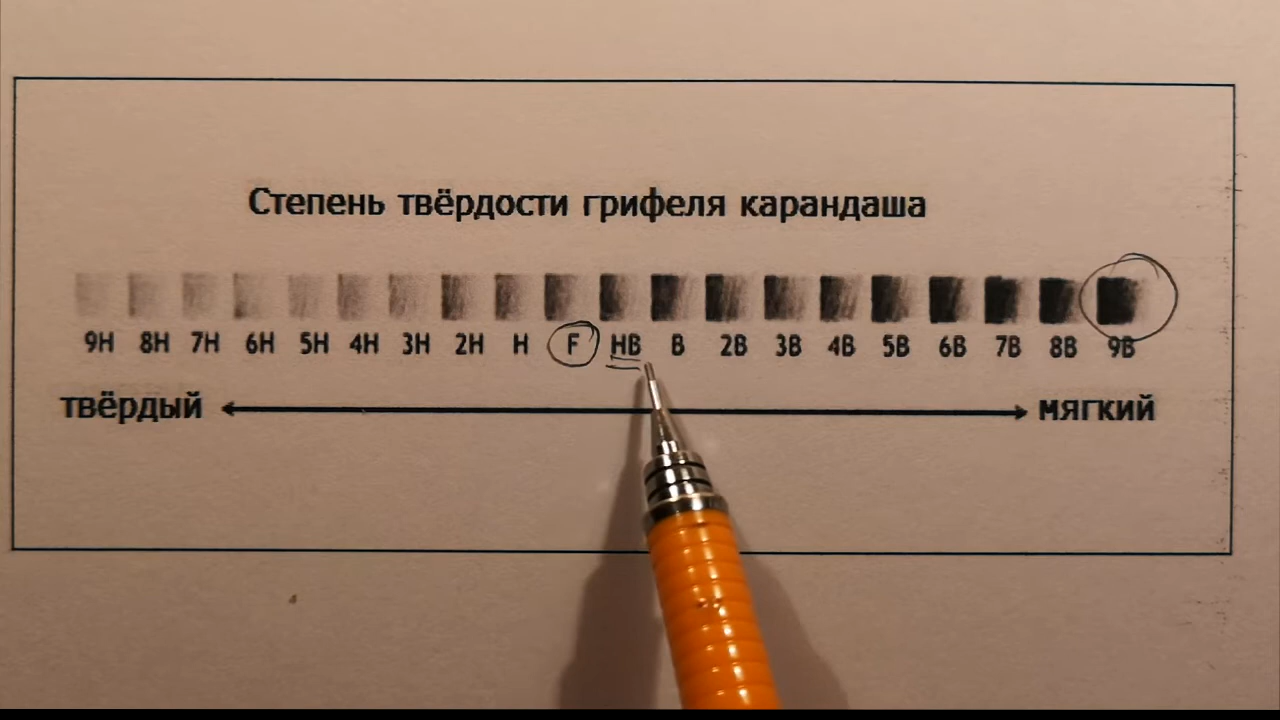 Степень твёрдости грифеля карандаша
9H 8H 7H 6H 5H 4H 3H 2H H F HB B 2B 3B 4B 5B 6B 7B 8B 9B
твёрдый мягкий